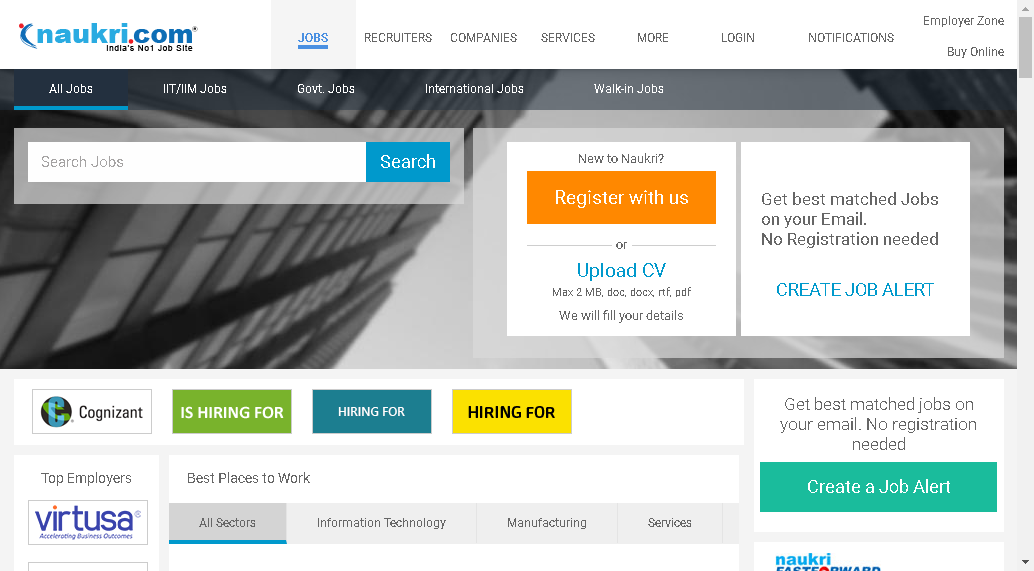 naukri.com
India's No1 Job Site
JOBS
RECRUITERS
COMPANIES
SERVICES
MORE
LOGIN
NOTIFICATIONS
Employer Zone
Buy Online
All Jobs
IIT/IIM Jobs
Govt. Jobs
International Jobs
Walk-in Jobs
Search Jobs
Search
New to Naukri?
Register with us
or
Upload CV
Max 2 MB, doc, docx, rtf, pdf
We will fill your details
Get best matched Jobs
on your Email.
No Registration needed
CREATE JOB ALERT
Cognizant
IS HIRING FOR
HIRING FOR
HIRING FOR
Get best matched jobs on
your email. No registration
needed
Create a Job Alert
Top Employers
virtusa
Accelerating Business Outcomes
Best Places to Work
All Sectors
Information Technology
Manufacturing
Services
naukri
FASTFORWARD